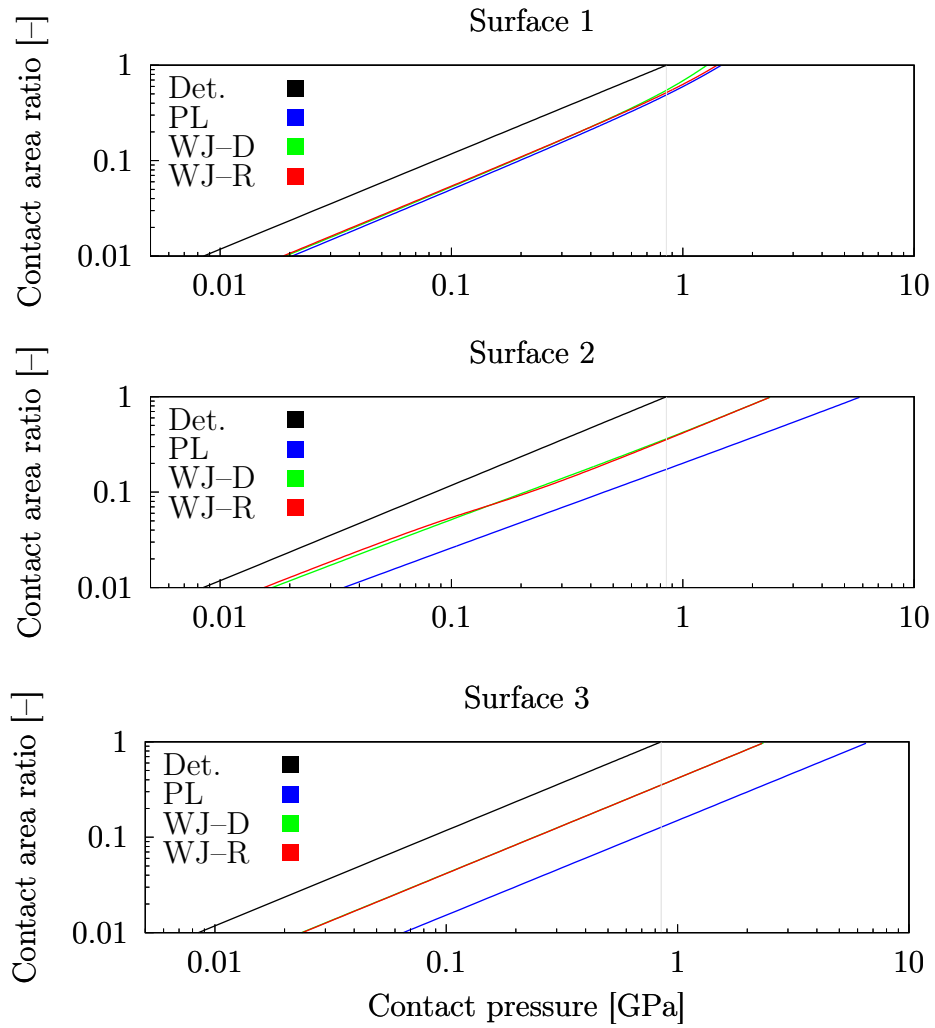 Surface 1
Contact area ratio [–]
1
0.1
0.01
Det.
PL
WJ–D
WJ–R
0.01 0.1 1 10
Surface 2
Contact area ratio [–]
1
0.1
0.01
Det.
PL
WJ–D
WJ–R
0.01 0.1 1 10
Surface 3
Contact area ratio [–]
1
0.1
0.01
Det.
PL
WJ–D
WJ–R
0.01 0.1 1 10
Contact pressure [GPa]